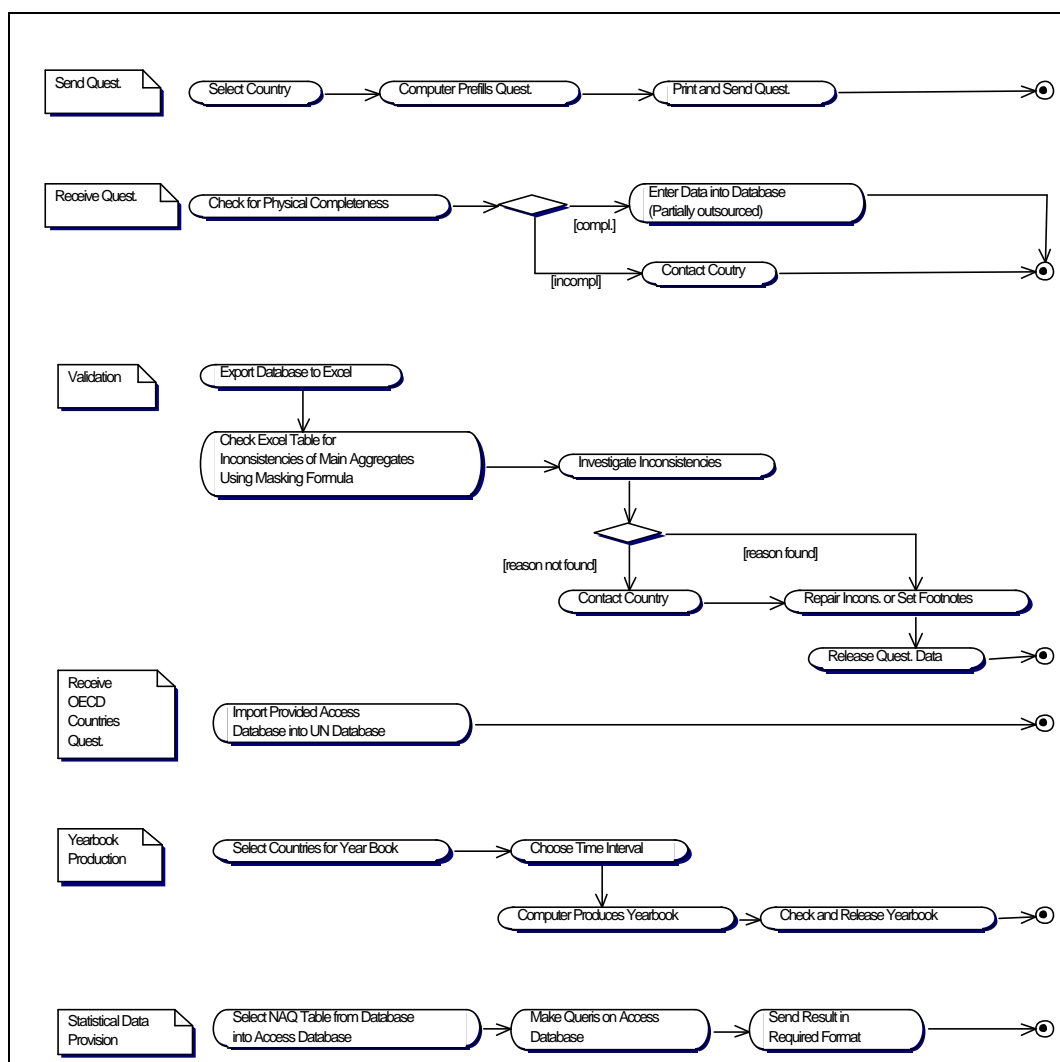 Send Quest.
Select Country
Computer Prefills Quest.
Print and Send Quest.
Receive Quest.
Check for Physical Completeness
Enter Data into Database
(Partially outsourced)
[compl.]
[incompl]
Contact Coutry
Validation
Export Database to Excel
Check Excel Table for
Inconsistencies of Main Aggregates
Using Masking Formula
Investigate Inconsistencies
[reason not found]
[reason found]
Contact Country
Repair Incons. or Set Footnotes
Release Quest. Data
Receive
OECD
Countries
Quest.
Import Provided Access
Database into UN Database
Yearbook
Production
Select Countries for Year Book
Choose Time Interval
Computer Produces Yearbook
Check and Release Yearbook
Statistical Data
Provision
Select NAQ Table from Database
into Access Database
Make Queris on Access
Database
Send Result in
Required Format